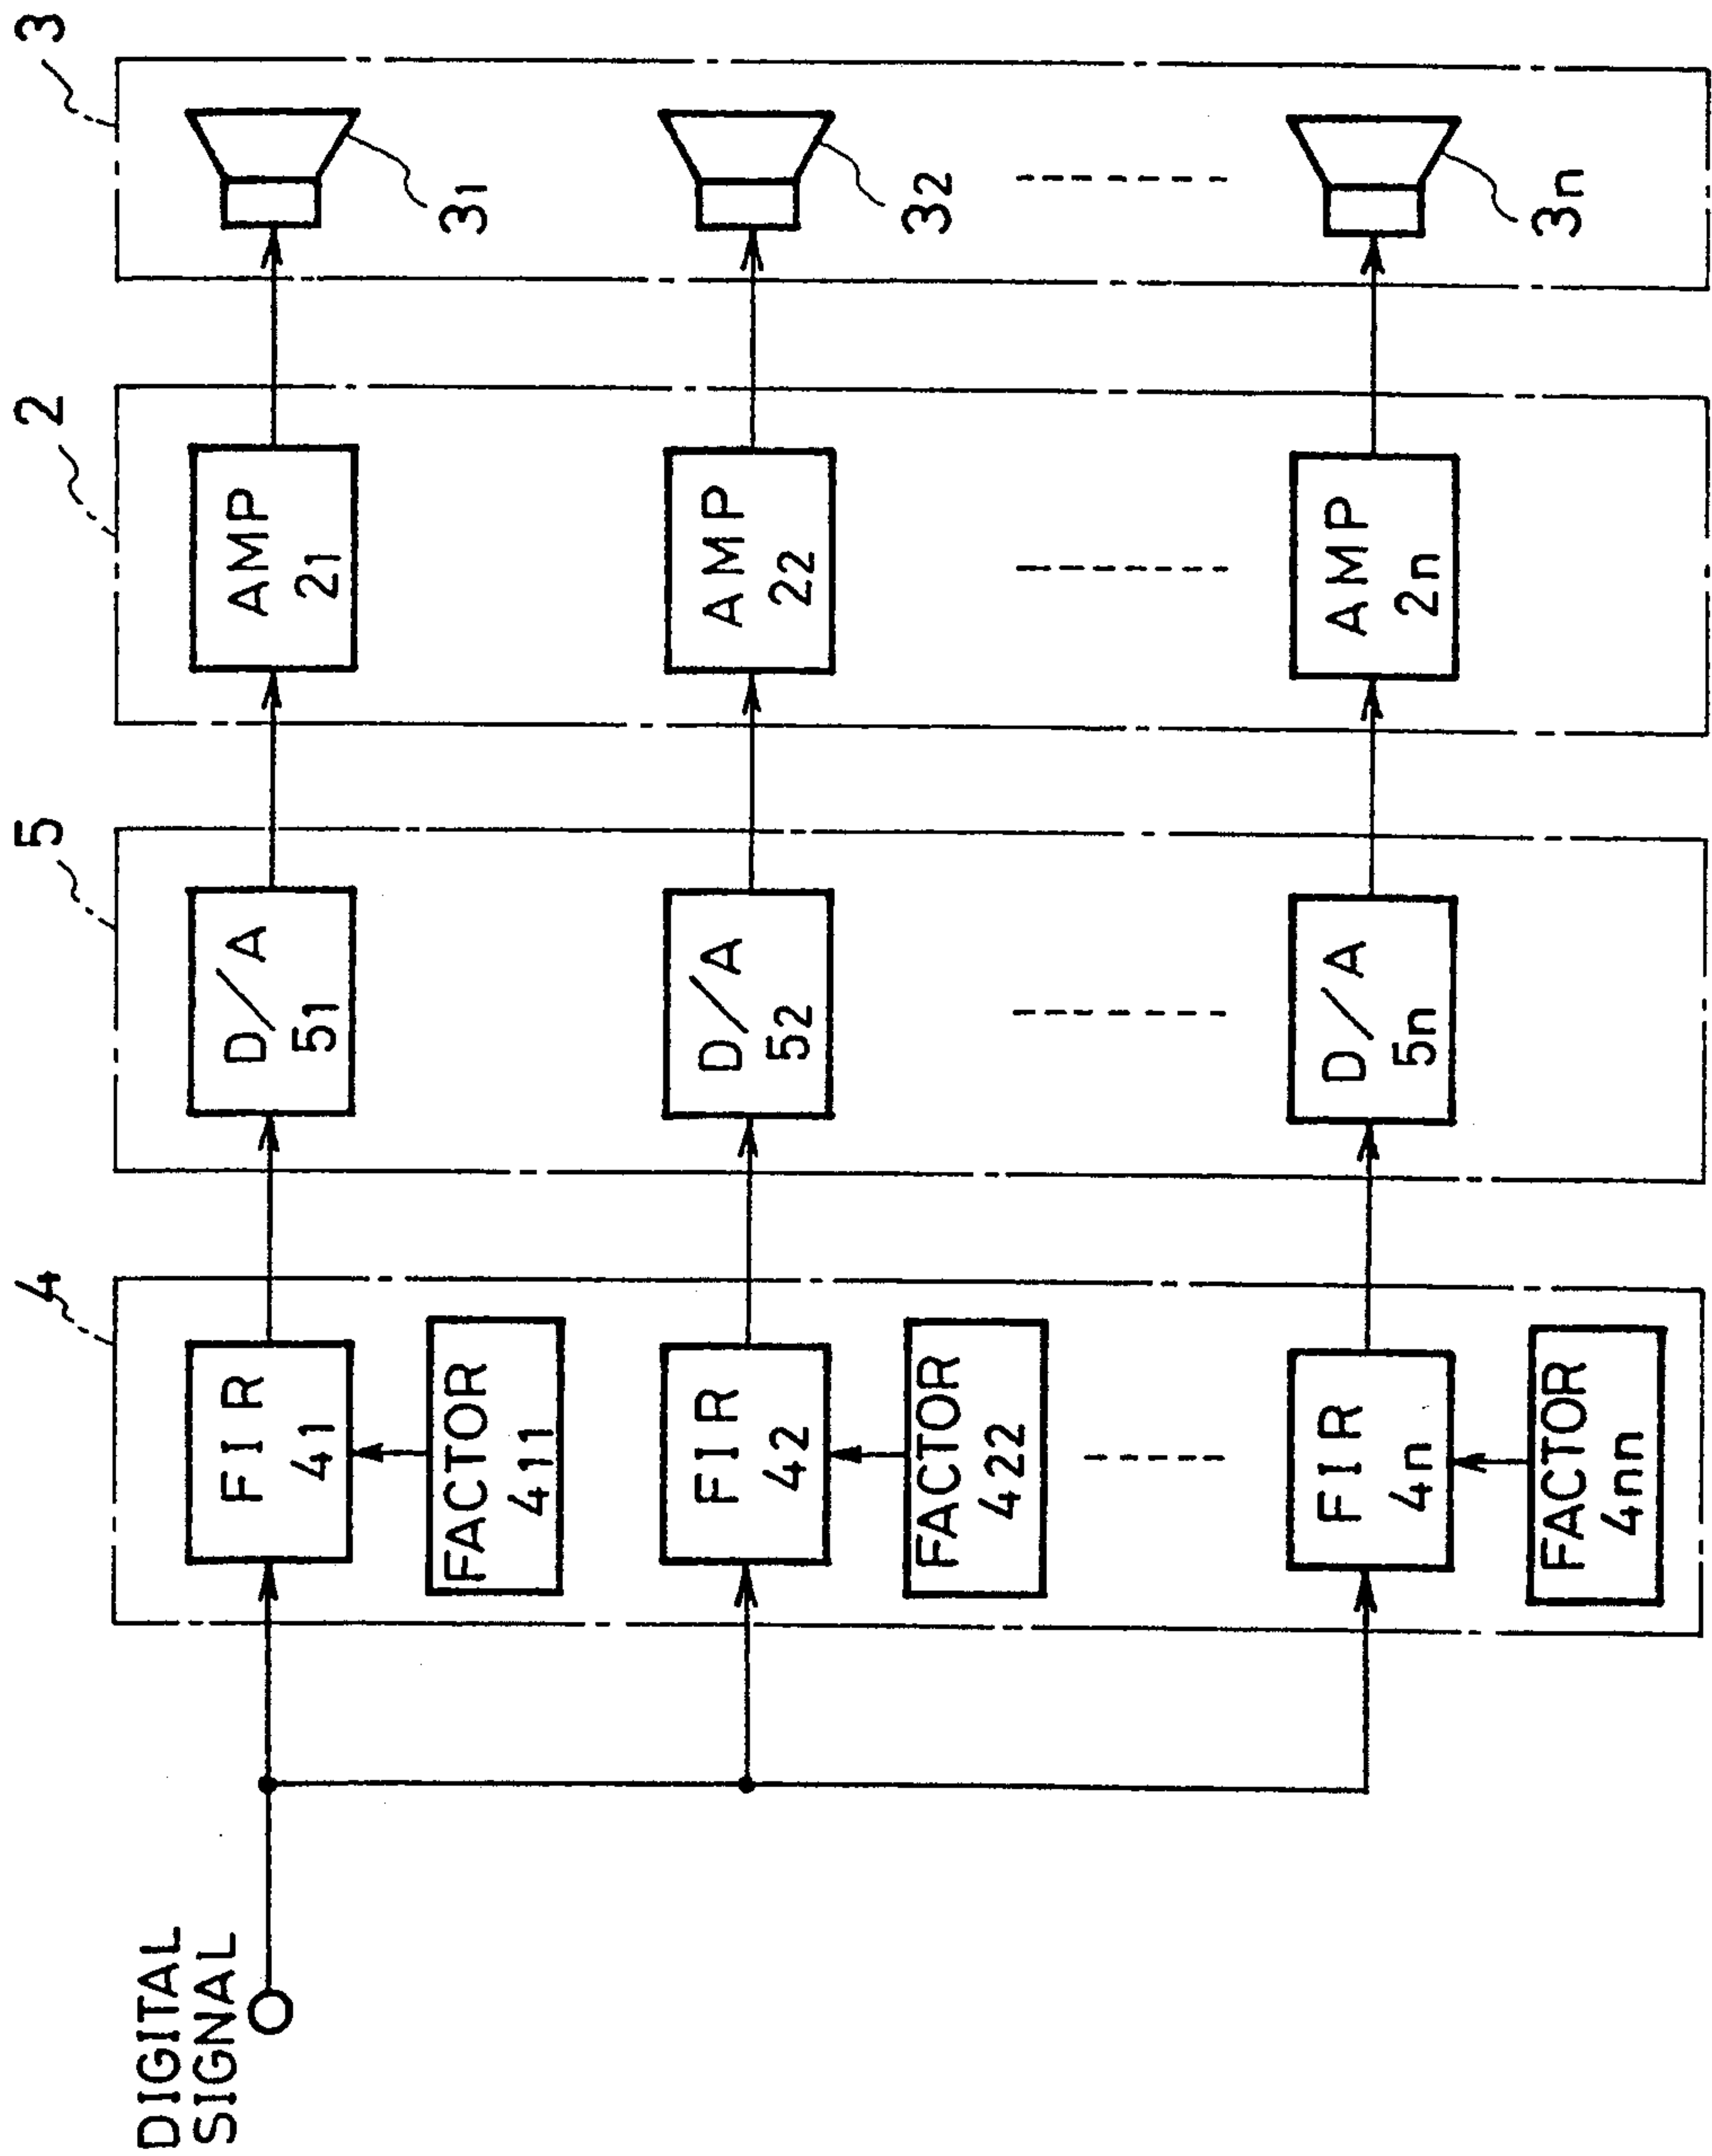 DIGITAL
SIGNAL
4
5
2
3
FIR
41
D/A
51
AMP
21
31
FACTOR
411
FIR
42
D/A
52
AMP
22
32
FACTOR
422
FIR
4n
D/A
5n
AMP
2n
3n
FACTOR
4nn